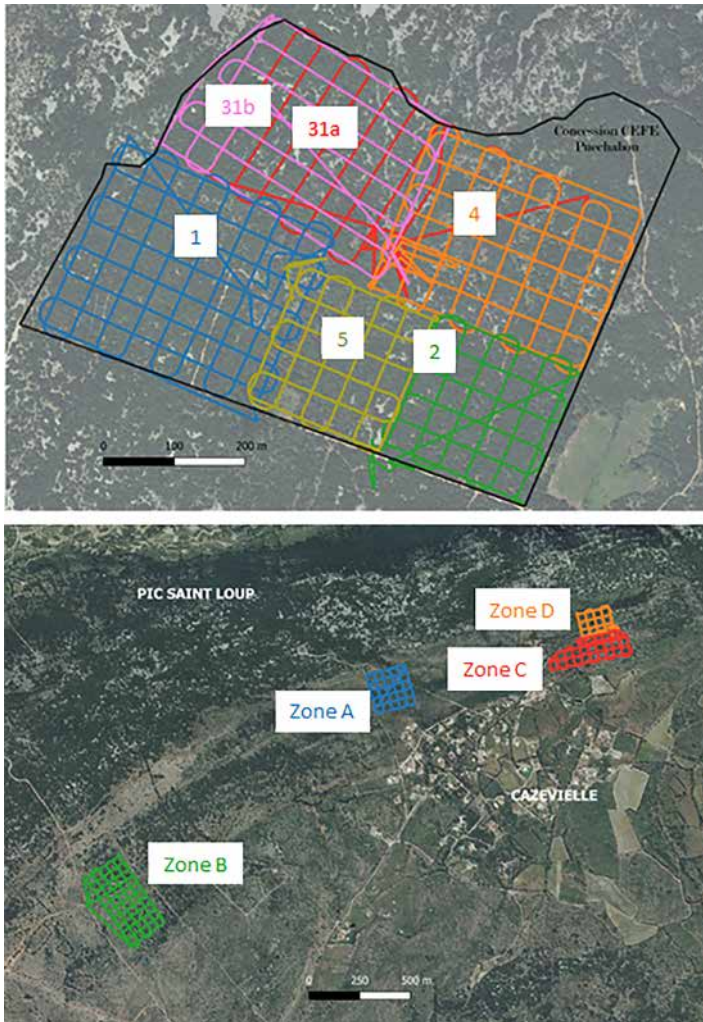 31b
31a
Concession CEFE
Puechabon
4
1
5
2
0 100 200 m
PIC SAINT LOUP
Zone D
Zone C
Zone A
CAZEVIELLE
Zone B
0 250 500 m